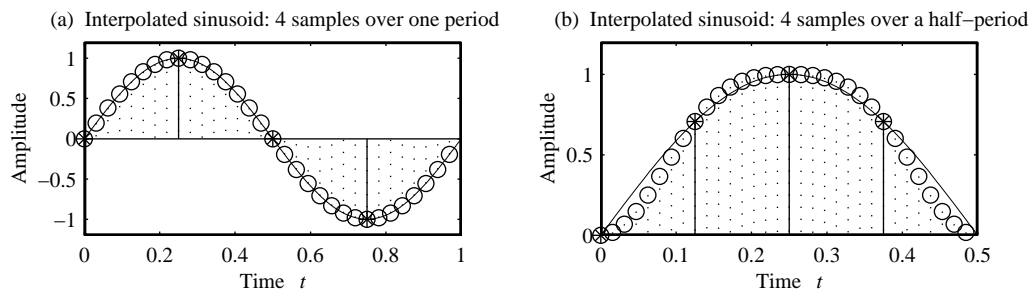 (a) Interpolated sinusoid: 4 samples over one period
1
0.5
0
−0.5
−1
Amplitude
0 0.2 0.4 0.6 0.8 1
Time t
(b) Interpolated sinusoid: 4 samples over a half−period
1
0.5
0
Amplitude
0 0.1 0.2 0.3 0.4 0.5
Time t